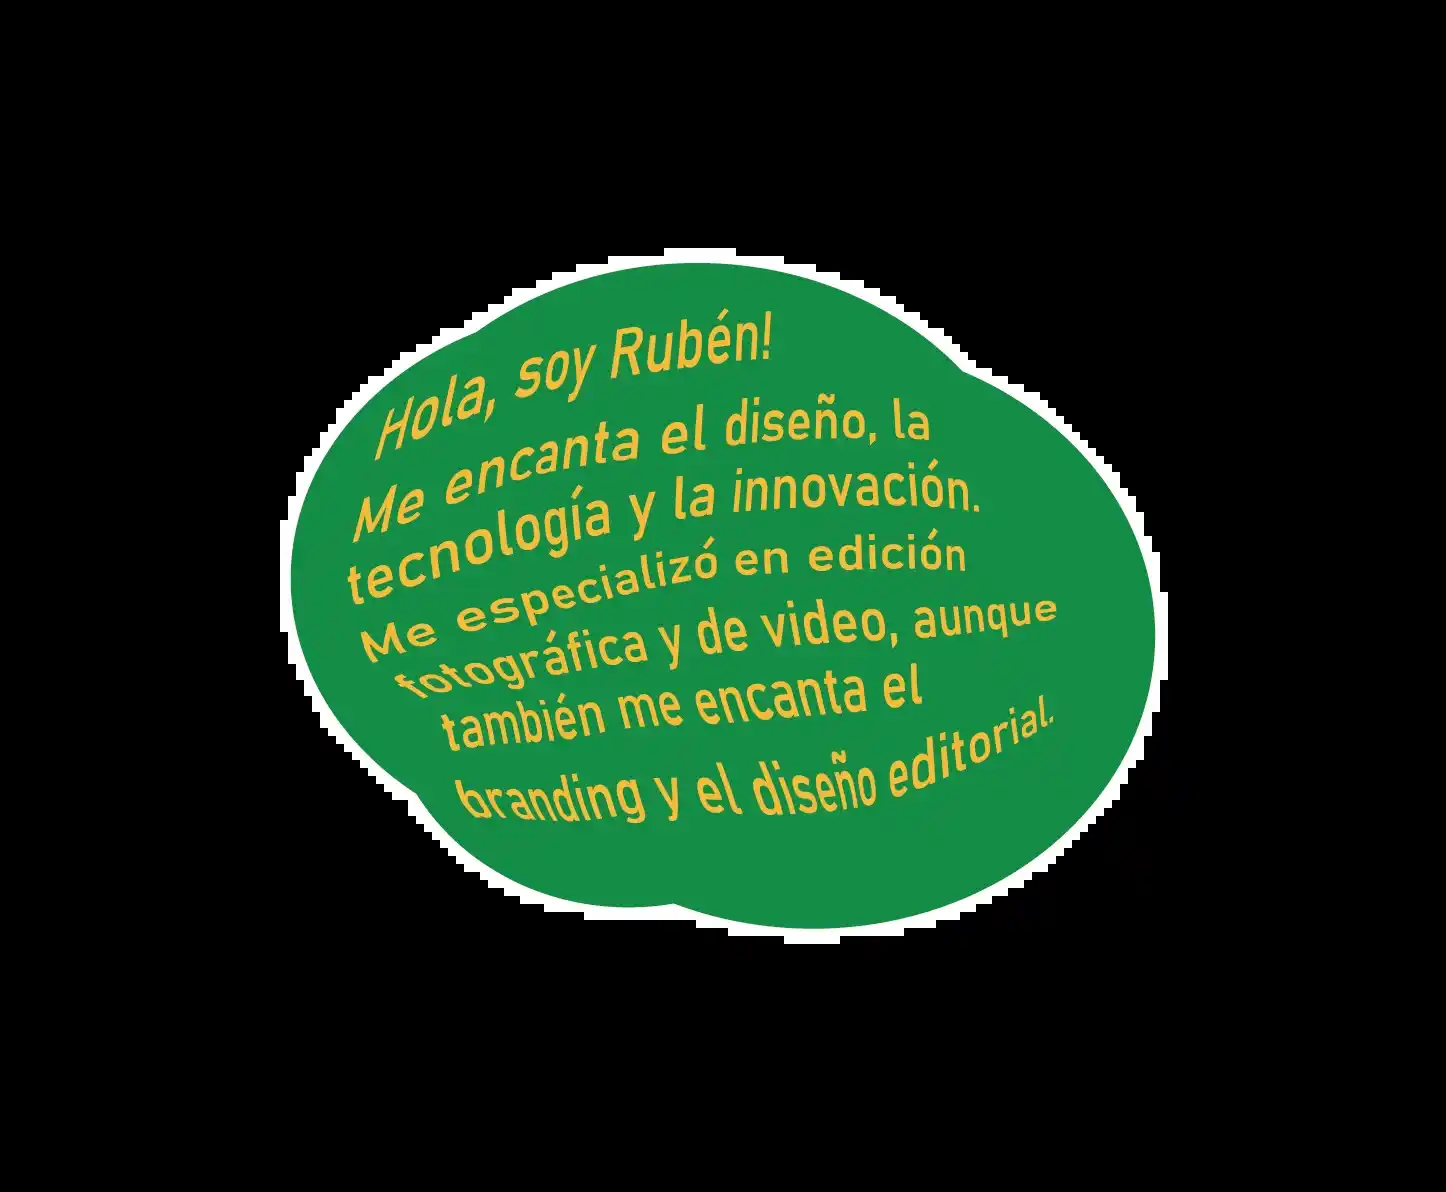 Hola, soy Rubén!
Me encanta el diseño, la
tecnología y la innovación.
Me especializó en edición
fotográfica y de video, aunque
también me encanta el
branding y el diseño editorial.